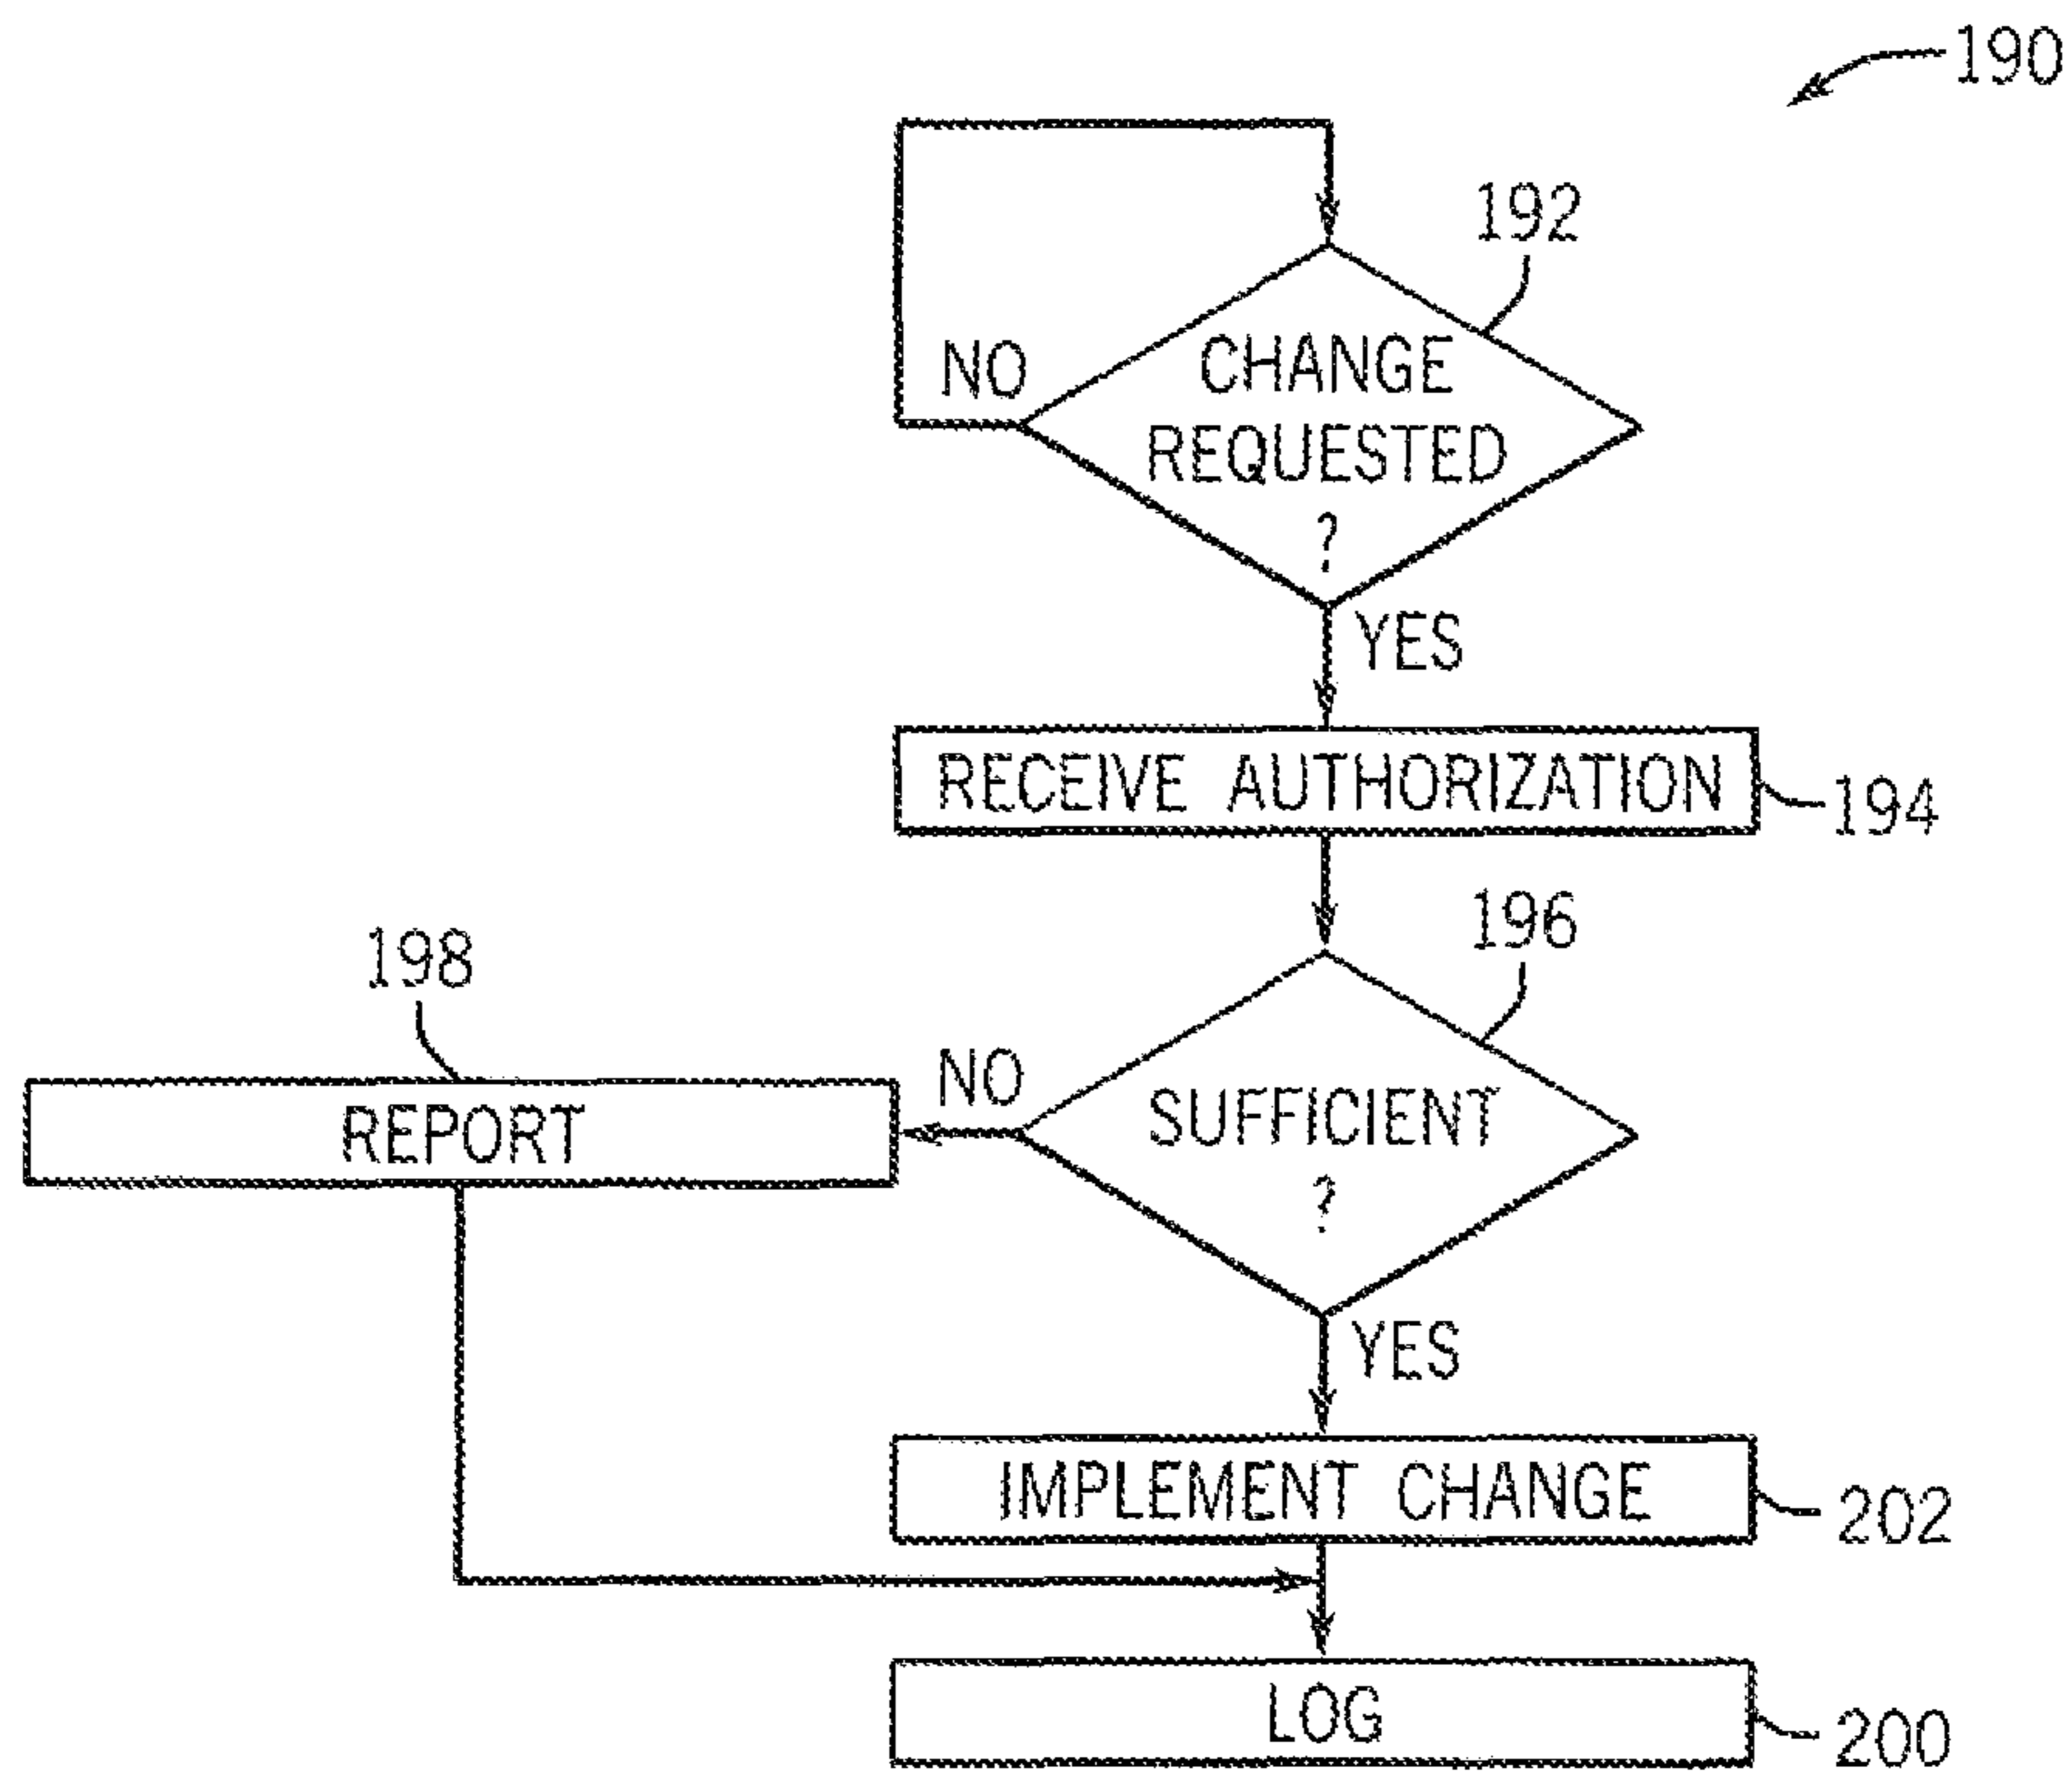 190
192
NO
CHANGE
REQUESTED
?
YES
RECEIVE AUTHORIZATION
194
196
198
NO
REPORT
SUFFICIENT
?
YES
IMPLEMENT CHANGE
202
LOG
200